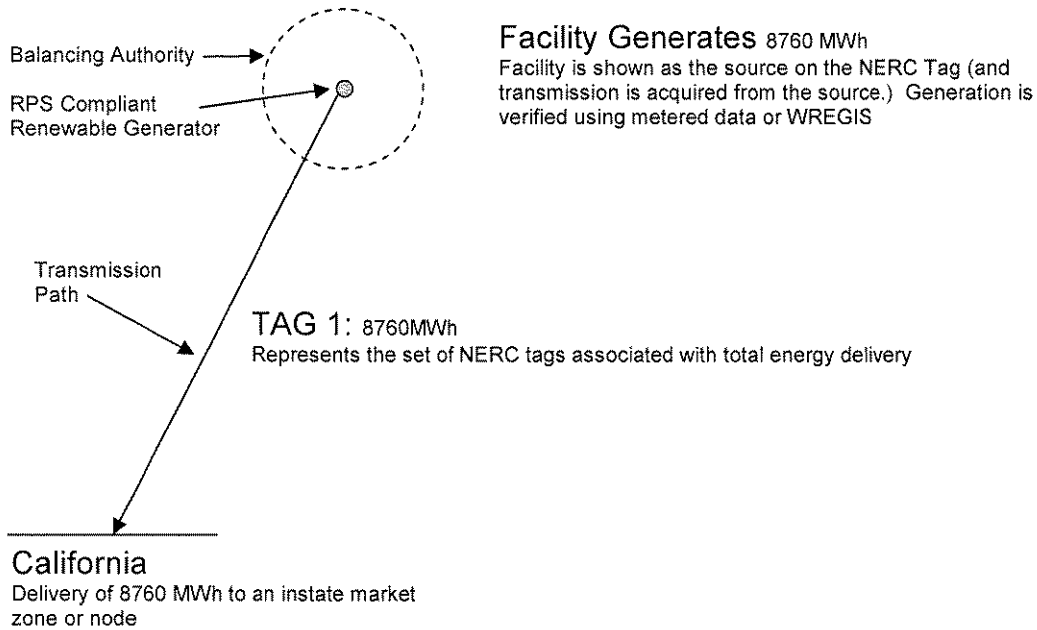 Balancing Authority
RPS Compliant
Renewable Generator
Facility Generates 8760 MWh
Facility is shown as the source on the NERC Tag (and
transmission is acquired from the source.) Generation is
verified using metered data or WREGIS
Transmission
Path
TAG 1: 8760MWh
Represents the set of NERC tags associated with total energy delivery
California
Delivery of 8760 MWh to an instate market
zone or node